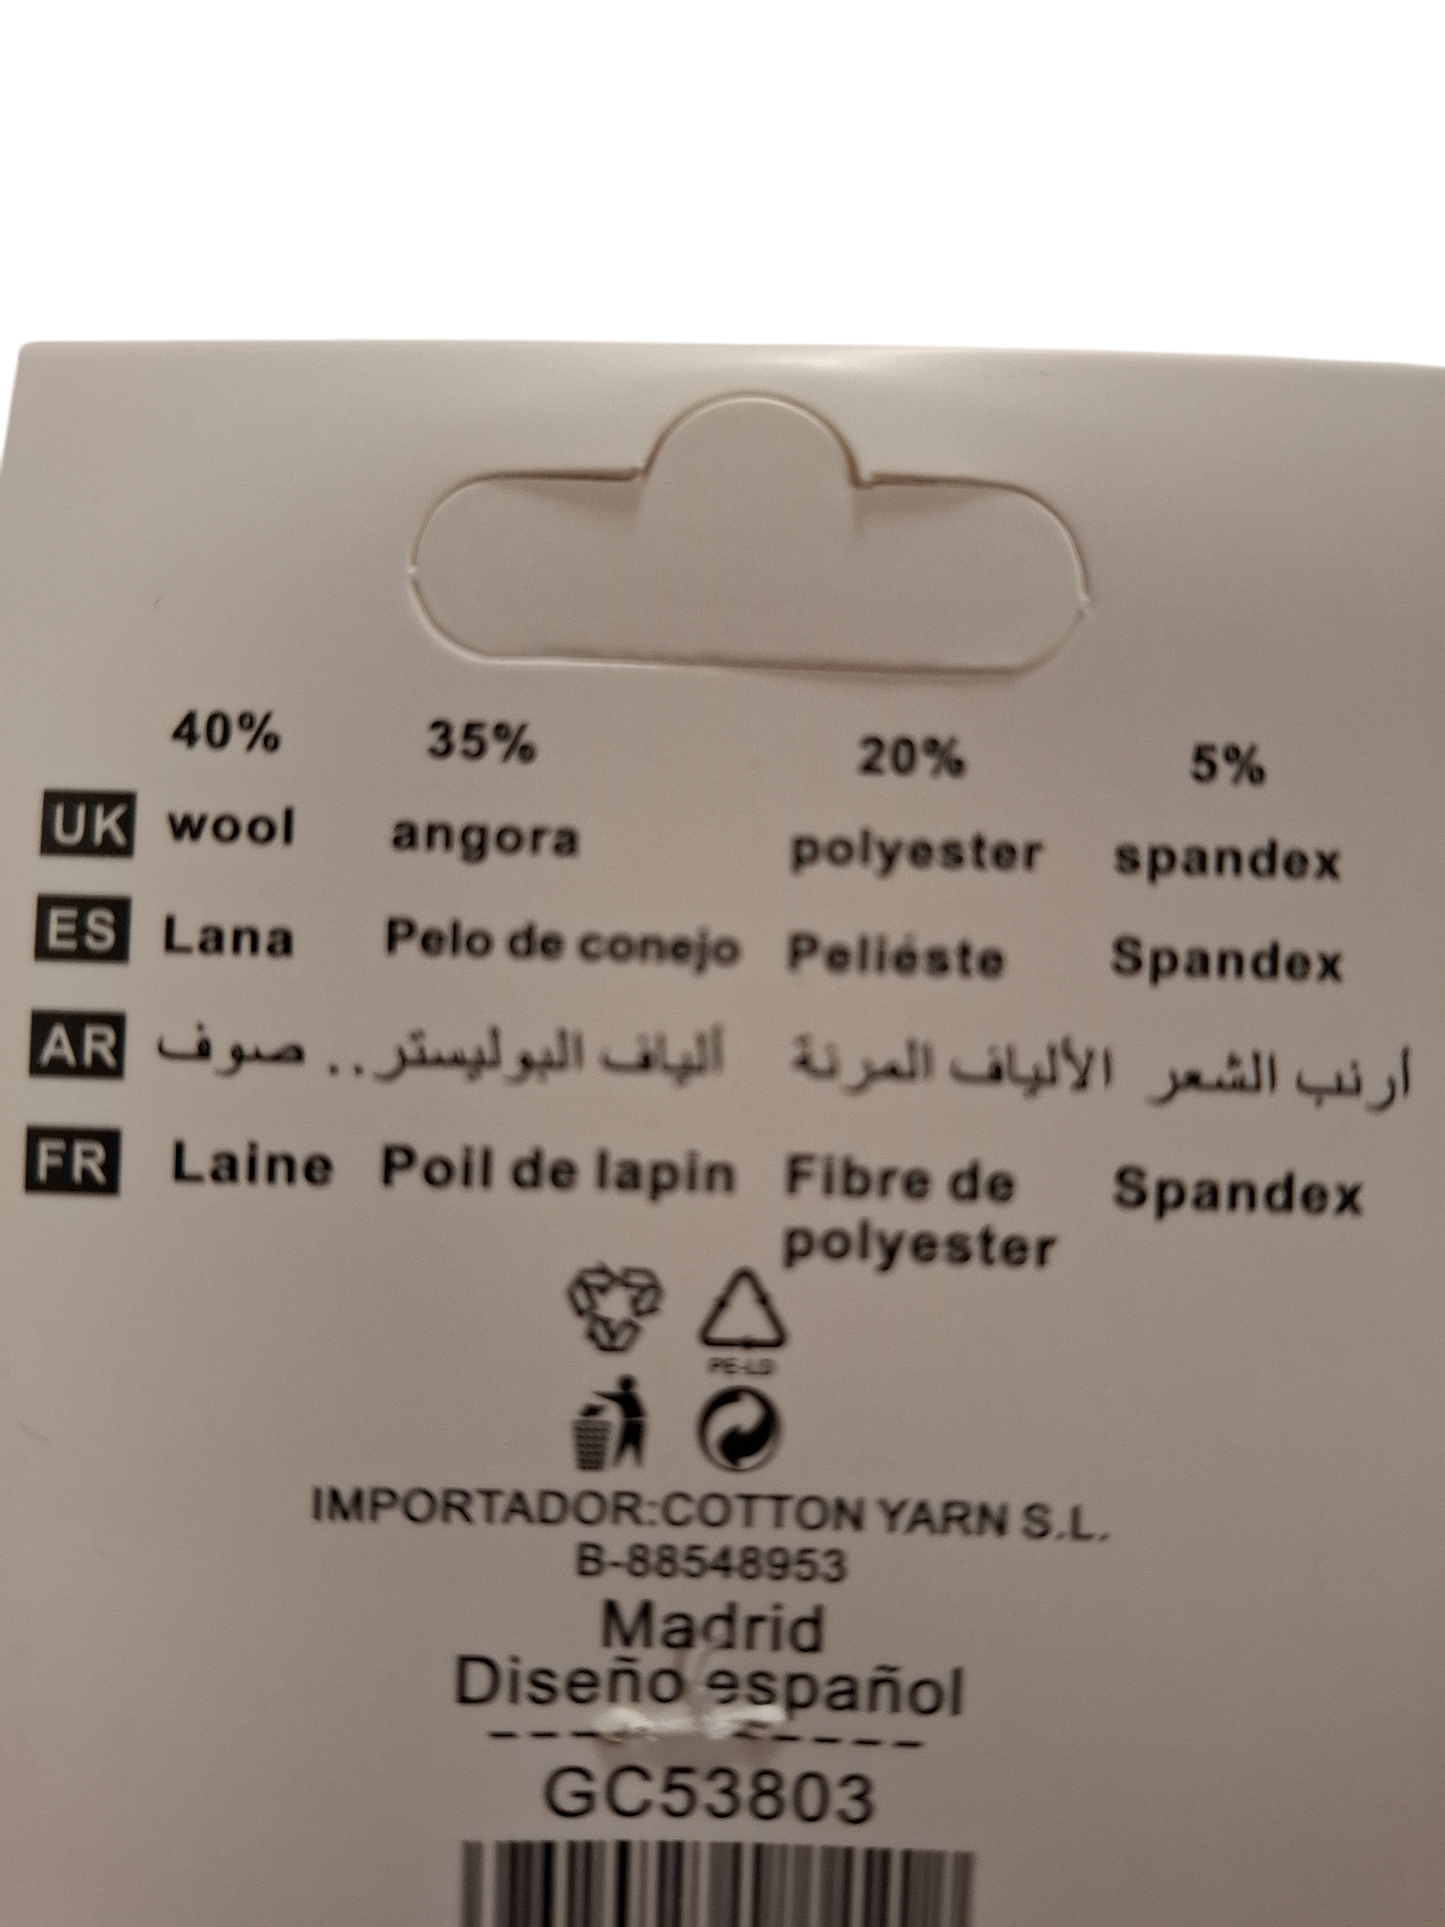 40% 35% 20% 5%
UK wool angora polyester spandex
ES Lana Pelo de conejo Peliéste Spandex
AR صوف .. ألياف البوليستر الألياف المرنة أرنب الشعر
FR Laine Poil de lapin Fibre de polyester Spandex
PE-LD
IMPORTADOR:COTTON YARN S.L.
B-88548953
Madrid
Diseño español
GC53803